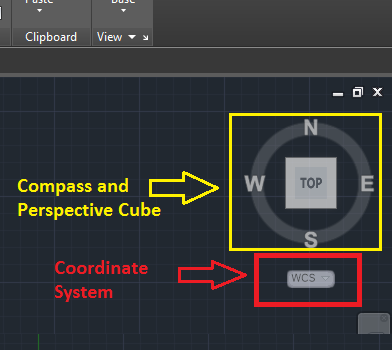 Paste
Base
Clipboard
View
N
W
TOP
E
S
Compass and
Perspective Cube
Coordinate
System
WCS